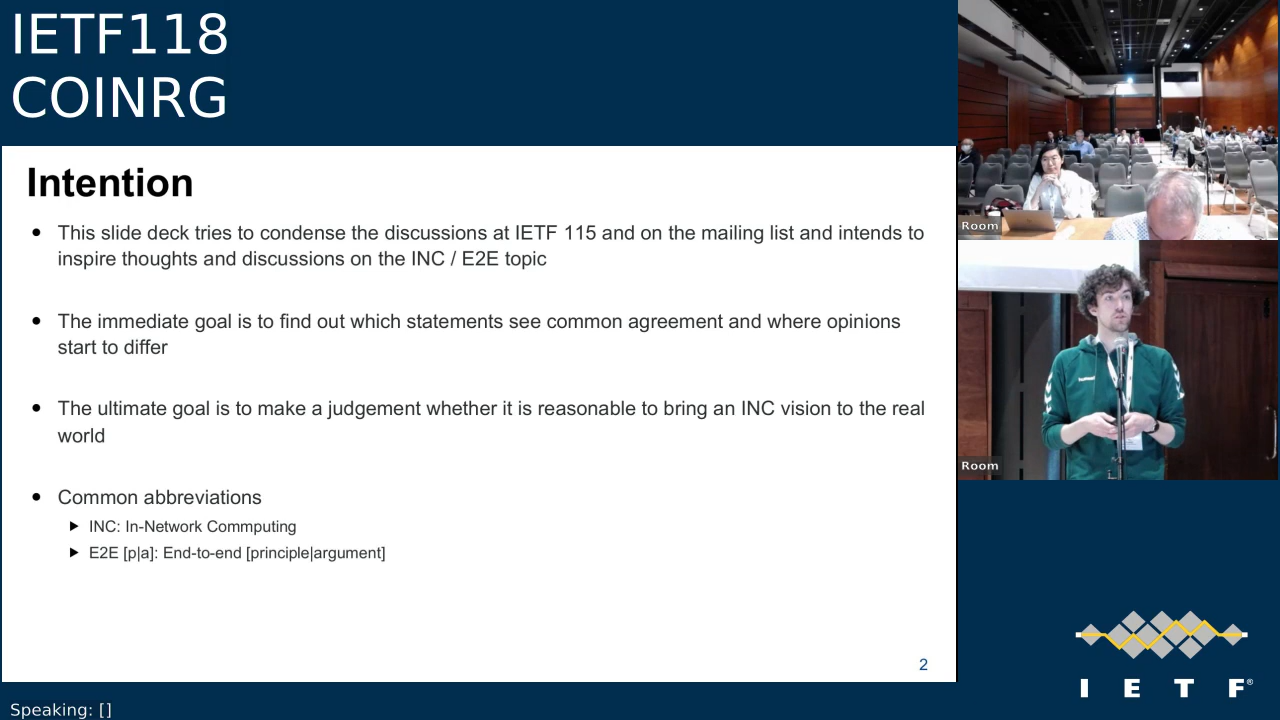 IETF118
COINRG
Intention
• This slide deck tries to condense the discussions at IETF 115 and on the mailing list and intends to
inspire thoughts and discussions on the INC / E2E topic
• The immediate goal is to find out which statements see common agreement and where opinions
start to differ
• The ultimate goal is to make a judgement whether it is reasonable to bring an INC vision to the real
world
• Common abbreviations
▶ INC: In-Network Commputing
▶ E2E [p|a]: End-to-end [principle|argument]
2
Speaking: []
Room
Room
I E T F®